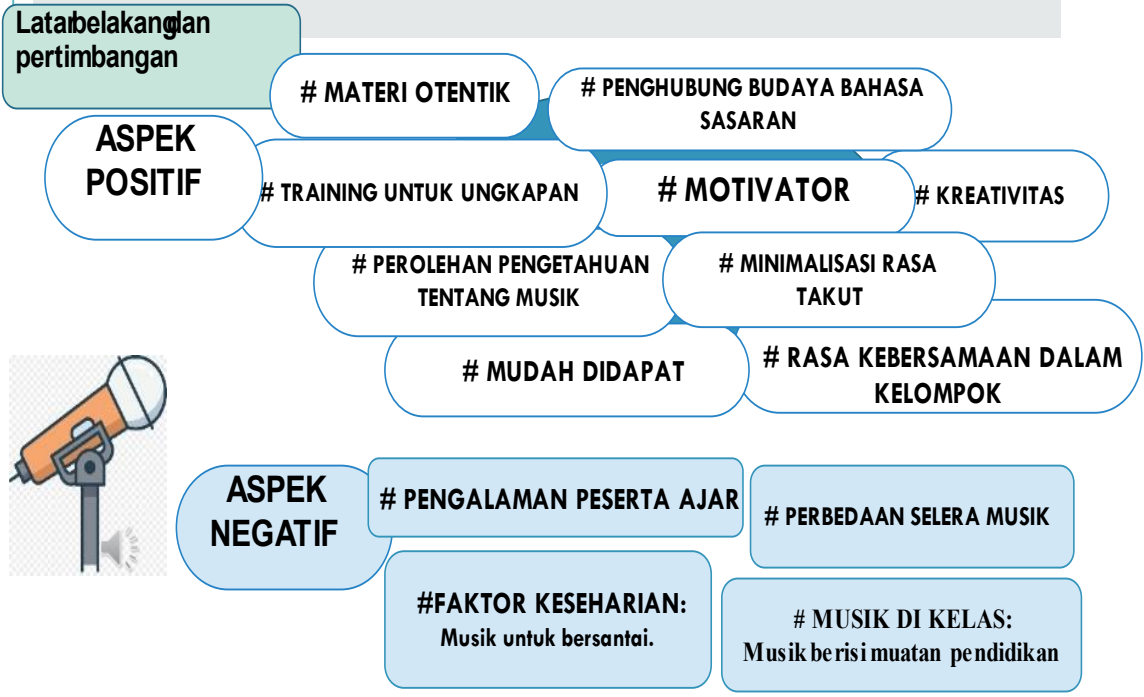 Latarbelakangdan
pertimbangan
# MATERI OTENTIK
# PENGHUBUNG BUDAYA BAHASA
SASARAN
ASPEK
POSITIF
# TRAINING UNTUK UNGKAPAN
# MOTIVATOR
# KREATIVITAS
# PEROLEHAN PENGETAHUAN
TENTANG MUSIK
# MINIMALISASI RASA
TAKUT
# MUDAH DIDAPAT
# RASA KEBERSAMAAN DALAM
KELOMPOK
ASPEK
NEGATIF
# PENGALAMAN PESERTA AJAR
# PERBEDAAN SELERA MUSIK
#FAKTOR KESEHARIAN:
Musik untuk bersantai.
# MUSIK DI KELAS:
Musik berisi muatan pendidikan